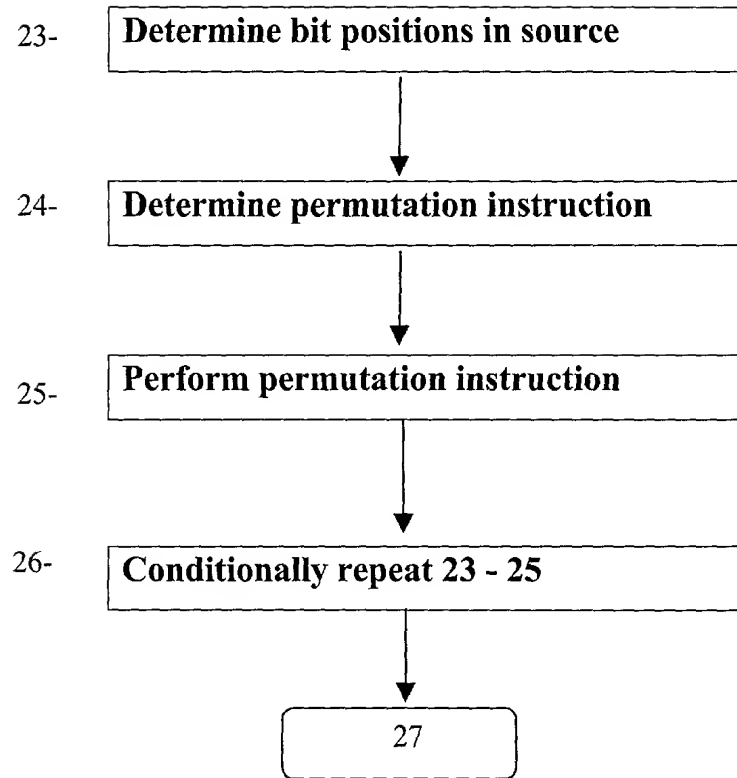 23- Determine bit positions in source
24- Determine permutation instruction
25- Perform permutation instruction
26- Conditionally repeat 23 - 25
27